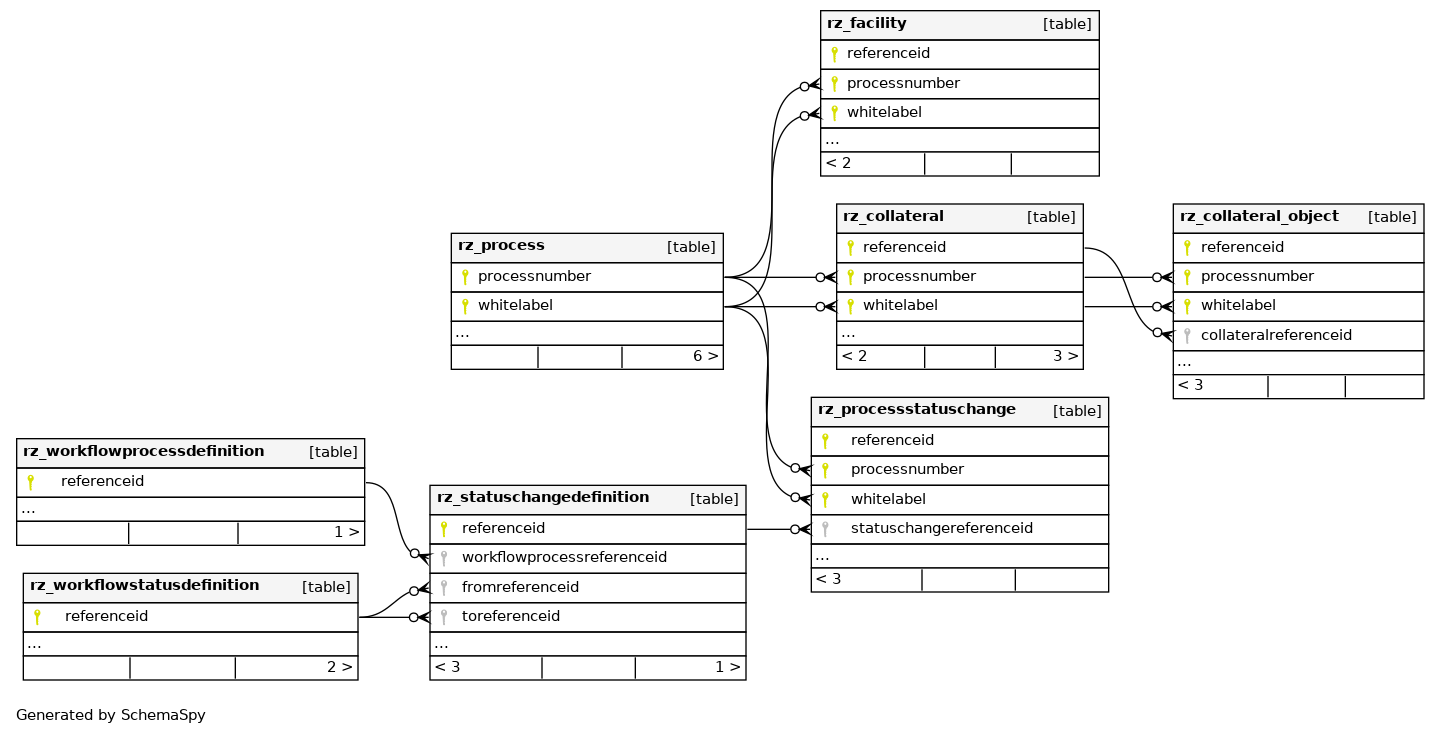 rz_facility [table]
referenceid
processnumber
whitelabel
...
< 2
rz_process [table]
processnumber
whitelabel
...
6 >
rz_collateral [table]
referenceid
processnumber
whitelabel
...
< 2 3 >
rz_collateral_object [table]
referenceid
processnumber
whitelabel
collateralreferenceid
...
< 3
rz_processstatuschange [table]
referenceid
processnumber
whitelabel
statuschangereferenceid
...
< 3
rz_workflowprocessdefinition [table]
referenceid
...
1 >
rz_statuschangedefinition [table]
referenceid
workflowprocessreferenceid
fromreferenceid
toreferenceid
...
< 3 1 >
rz_workflowstatusdefinition [table]
referenceid
...
2 >
Generated by SchemaSpy